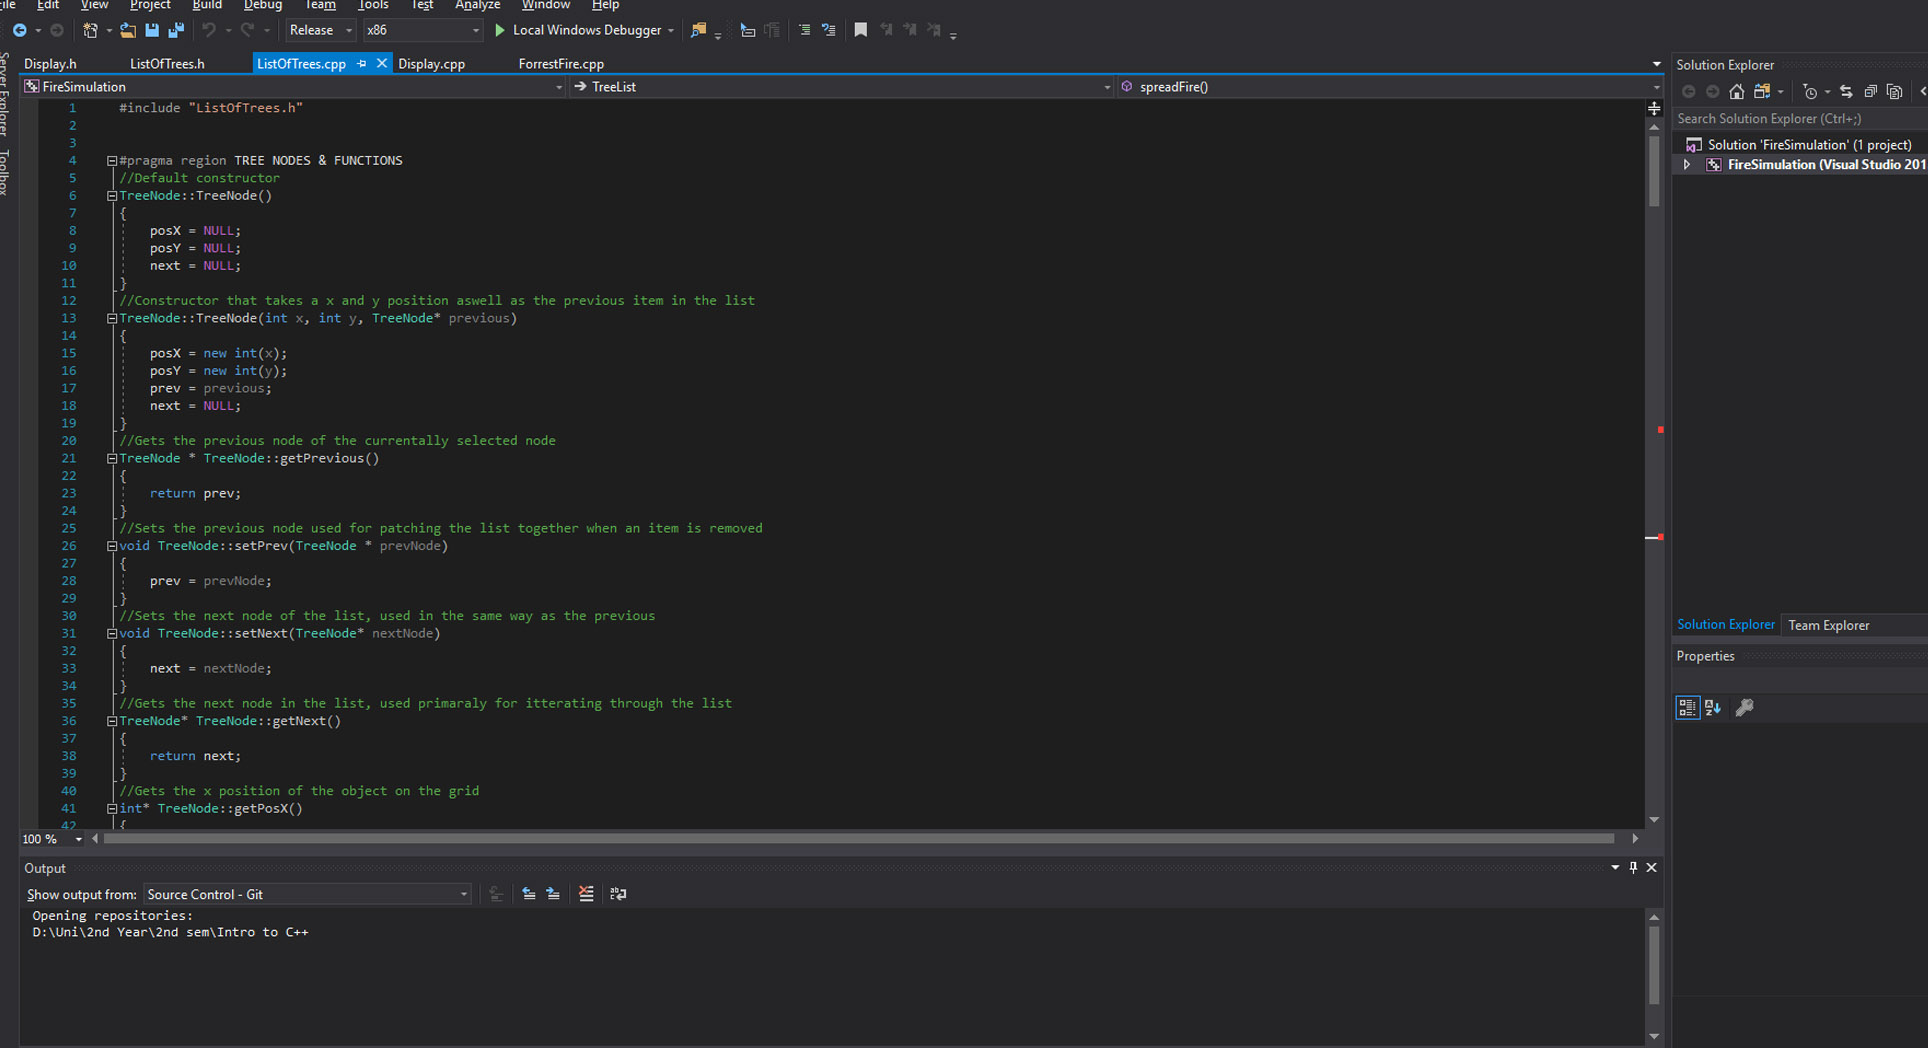 ile Edit View Project Build Debug Team Tools Test Analyze Window Help
Release x86 Local Windows Debugger
Server Explorer
Toolbox
Display.h ListOfTrees.h ListOfTrees.cpp Display.cpp ForrestFire.cpp
FireSimulation TreeList spreadFire()
1 #include "ListOfTrees.h"
2
3
4 #pragma region TREE NODES & FUNCTIONS
5 //Default constructor
6 TreeNode::TreeNode()
7 {
8 posX = NULL;
9 posY = NULL;
10 next = NULL;
11 }
12 //Constructor that takes a x and y position aswell as the previous item in the list
13 TreeNode::TreeNode(int x, int y, TreeNode* previous)
14 {
15 posX = new int(x);
16 posY = new int(y);
17 prev = previous;
18 next = NULL;
19 }
20 //Gets the previous node of the currentally selected node
21 TreeNode * TreeNode::getPrevious()
22 {
23 return prev;
24 }
25 //Sets the previous node used for patching the list together when an item is removed
26 void TreeNode::setPrev(TreeNode * prevNode)
27 {
28 prev = prevNode;
29 }
30 //Sets the next node of the list, used in the same way as the previous
31 void TreeNode::setNext(TreeNode* nextNode)
32 {
33 next = nextNode;
34 }
35 //Gets the next node in the list, used primaraly for itterating through the list
36 TreeNode* TreeNode::getNext()
37 {
38 return next;
39 }
40 //Gets the x position of the object on the grid
41 int* TreeNode::getPosX()
42 {
100 %
Output
Show output from: Source Control - Git
Opening repositories:
D:\Uni\2nd Year\2nd sem\Intro to C++
Solution Explorer
Search Solution Explorer (Ctrl+;)
Solution 'FireSimulation' (1 project)
FireSimulation (Visual Studio 201
Solution Explorer Team Explorer
Properties